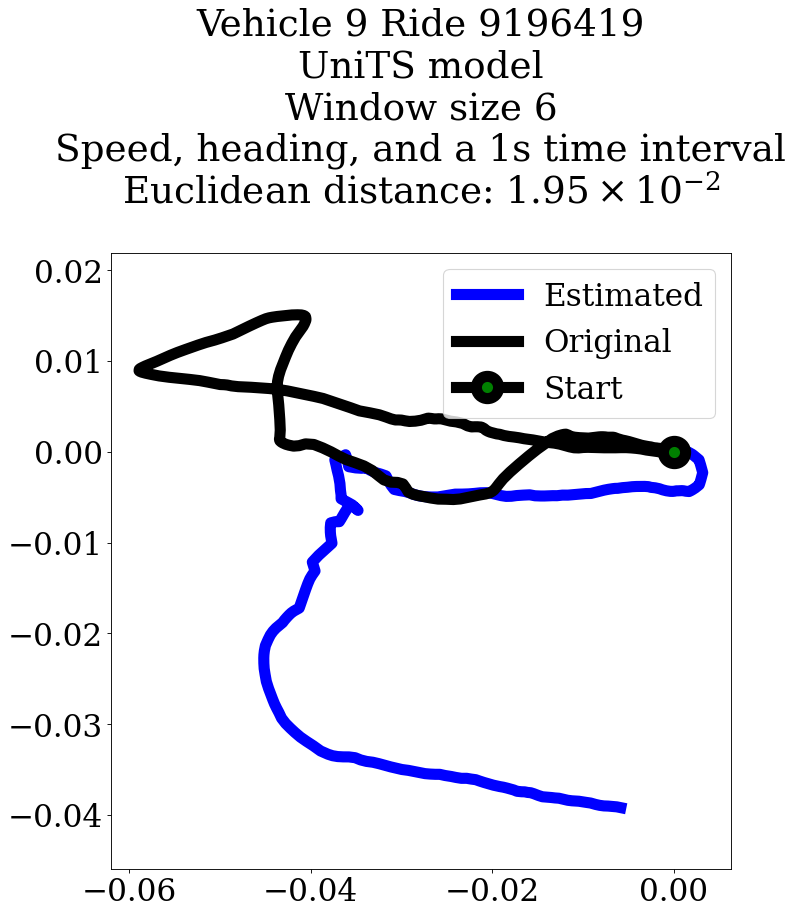 Vehicle 9 Ride 9196419
UniTS model
Window size 6
Speed, heading, and a 1s time interval
Euclidean distance: 1.95 × 10⁻²
Estimated
Original
Start
0.02
0.01
0.00
−0.01
−0.02
−0.03
−0.04
−0.06 −0.04 −0.02 0.00